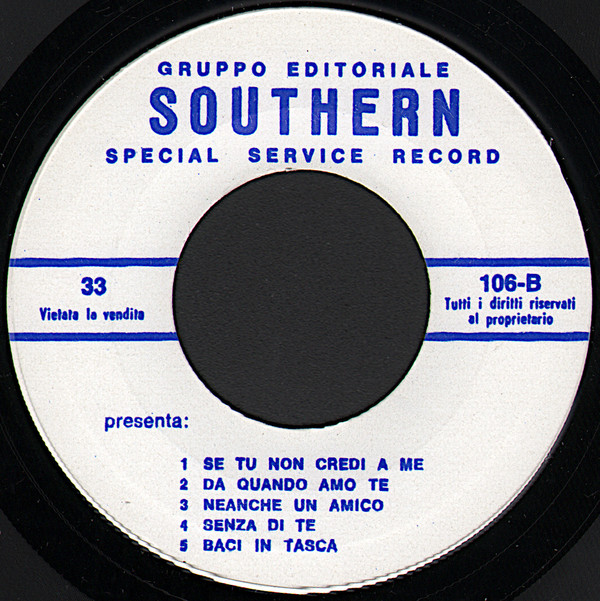 GRUPPO EDITORIALE
SOUTHERN
SPECIAL SERVICE RECORD
33
Vietata la vendita
106-B
Tutti i diritti riservati
al proprietario
presenta:
1 SE TU NON CREDI A ME
2 DA QUANDO AMO TE
3 NEANCHE UN AMICO
4 SENZA DI TE
5 BACI IN TASCA